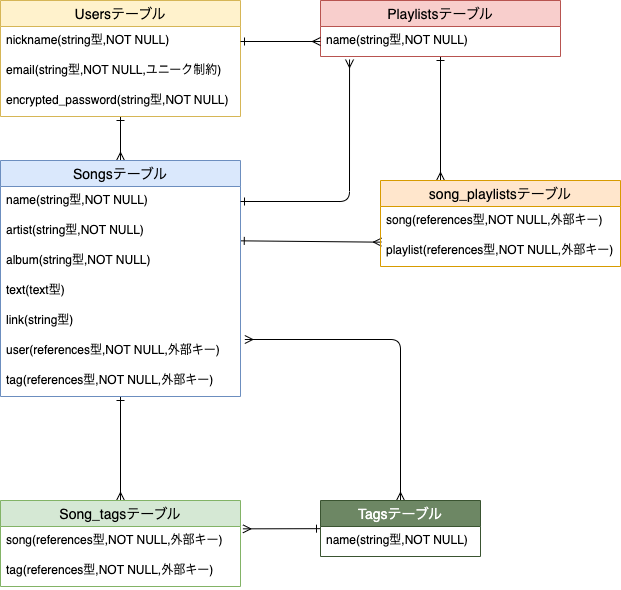 Usersテーブル
nickname(string型,NOT NULL)
email(string型,NOT NULL,ユニーク制約)
encrypted_password(string型,NOT NULL)
Playlistsテーブル
name(string型,NOT NULL)
Songsテーブル
name(string型,NOT NULL)
artist(string型,NOT NULL)
album(string型,NOT NULL)
text(text型)
link(string型)
user(references型,NOT NULL,外部キー)
tag(references型,NOT NULL,外部キー)
song_playlistsテーブル
song(references型,NOT NULL,外部キー)
playlist(references型,NOT NULL,外部キー)
Song_tagsテーブル
song(references型,NOT NULL,外部キー)
tag(references型,NOT NULL,外部キー)
Tagsテーブル
name(string型,NOT NULL)